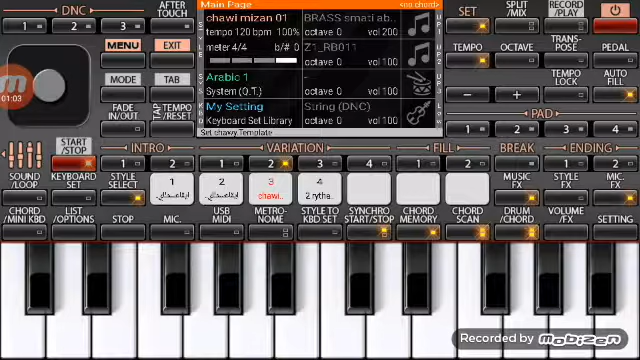 DNC
AFTER TOUCH
Main Page
<no chord>
SET
SPLIT /MIX
RECORD /PLAY
1
2
3
chawi mizan 01
BRASS smati ab...
tempo 120 bpm 100%
octave 0
vol 100
UP1
MENU
EXIT
meter 4/4
b/# 0
Z1_RB011
octave 0
vol 100
TEMPO
OCTAVE
TRANS- POSE
PEDAL
MODE
TAB
Arabic 1
-
System (Q.T.)
octave 0
vol 100
TEMPO LOCK
AUTO FILL
01:03
FADE IN/OUT
TAP
TEMPO /RESET
My Setting
String (DNC)
Keyboard Set Library
octave 0
vol 100
Set chawy Template
PAD
1
2
3
4
START /STOP
INTRO
VARIATION
FILL
BREAK
ENDING
1
2
1
2
3
4
1
2
1
2
SOUND /LOOP
KEYBOARD SET
STYLE SELECT
1
2
3
chawi..
4
2 rytha..
MUSIC FX
STYLE FX
MIC. FX
CHORD /MINI KBD
LIST /OPTIONS
STOP
MIC.
USB MIDI
METRO- NOME
STYLE TO KBD SET
SYNCHRO START/STOP
CHORD MEMORY
CHORD SCAN
DRUM /CHORD
VOLUME /FX
SETTING
Recorded by mobizen